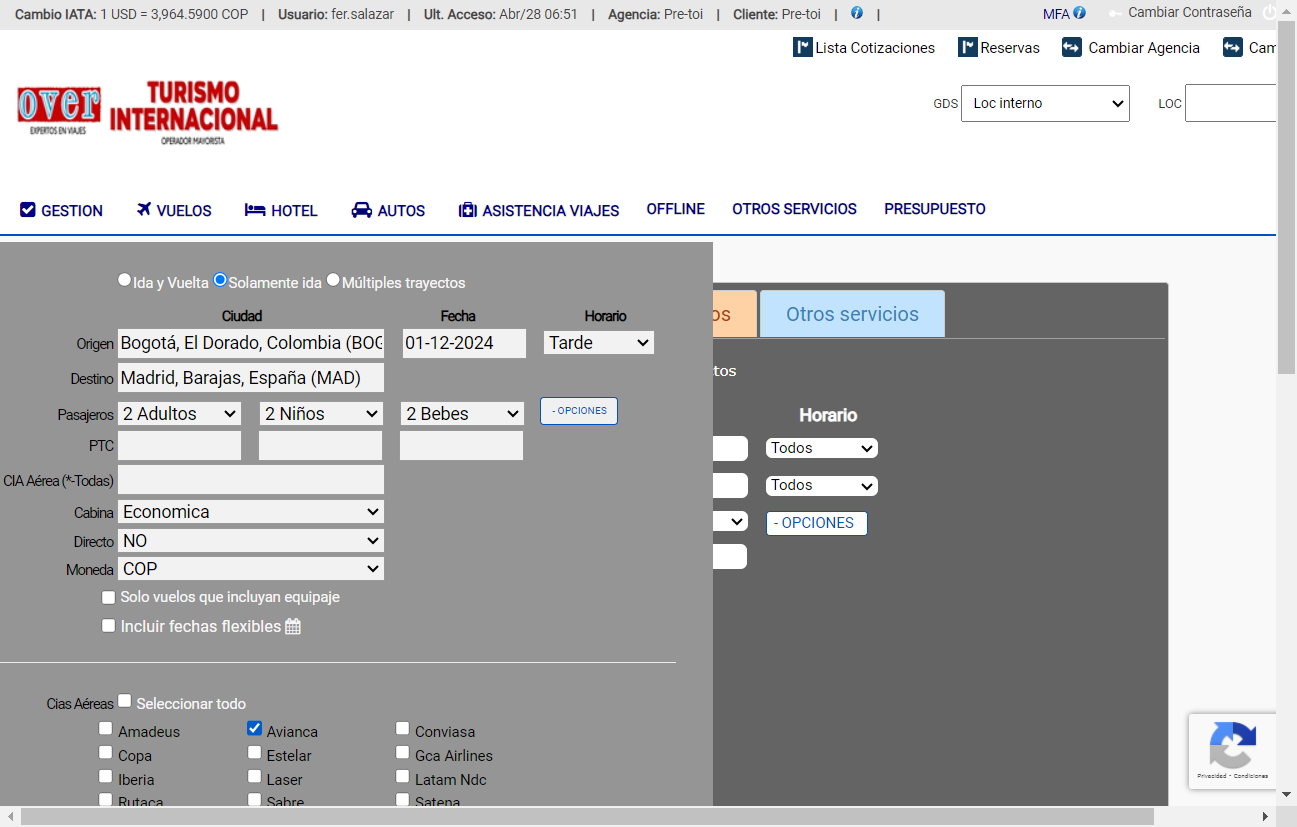 Cambio IATA: 1 USD = 3,964.5900 COP | Usuario: fer.salazar | Ult. Acceso: Abr/28 06:51 | Agencia: Pre-toi | Cliente: Pre-toi | | MFA Cambiar Contraseña
Lista Cotizaciones Reservas Cambiar Agencia Cam
over
EXPERTOS EN VIAJES
TURISMO
INTERNACIONAL
OPERADOR MAYORISTA
GDS Loc interno LOC
GESTION VUELOS HOTEL AUTOS ASISTENCIA VIAJES OFFLINE OTROS SERVICIOS PRESUPUESTO
Ida y Vuelta Solamente ida Múltiples trayectos
Ciudad Fecha Horario
Origen Bogotá, El Dorado, Colombia (BOG 01-12-2024 Tarde
Destino Madrid, Barajas, España (MAD)
Pasajeros 2 Adultos 2 Niños 2 Bebes - OPCIONES
PTC
CIA Aérea (*-Todas)
Cabina Economica
Directo NO
Moneda COP
Solo vuelos que incluyan equipaje
Incluir fechas flexibles
Cias Aéreas Seleccionar todo
Amadeus Avianca Conviasa
Copa Estelar Gca Airlines
Iberia Laser Latam Ndc
Rutaca Sabre Satena
os Otros servicios
tos
Horario
Todos
Todos
- OPCIONES
Privacidad - Condiciones